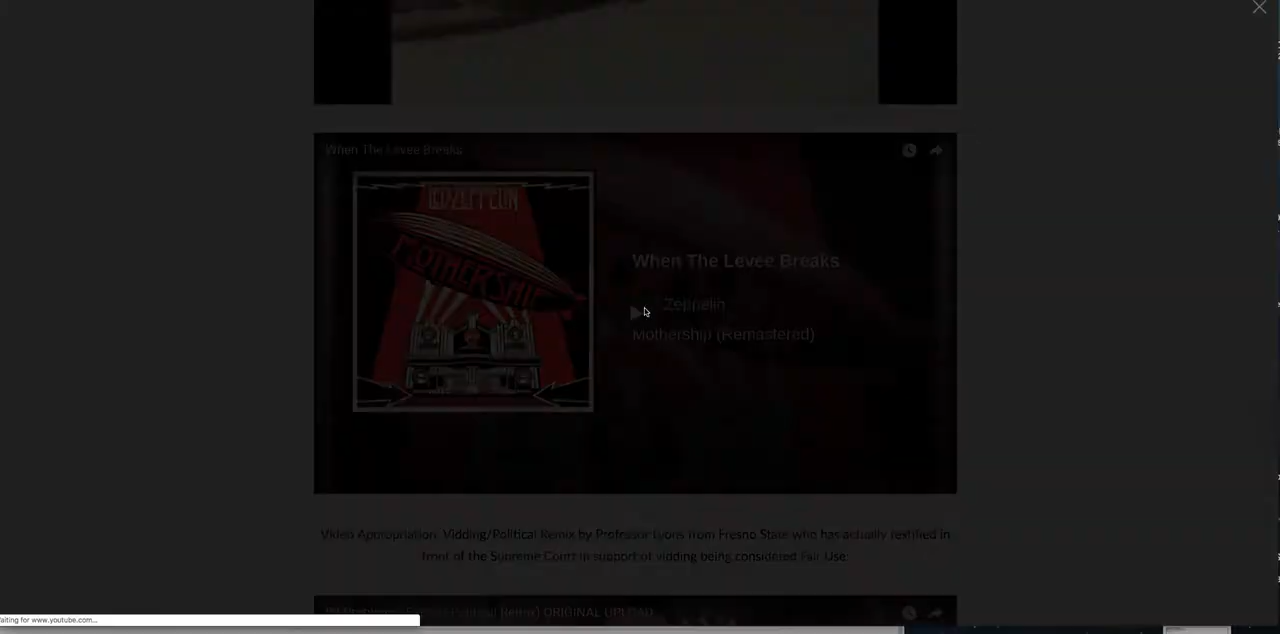 When The Levee Breaks
LED ZEPPELIN
MOTHERSHIP
When The Levee Breaks
Zeppelin
Mothership (Remastered)
Video Appropriation: Vidding/Political Remix by Professor Lyons from Fresno State who has actually testified in
front of the Supreme Court in support of vidding being considered Fair Use:
Political Remix] ORIGINAL UPLOAD
aiting for www.youtube.com...